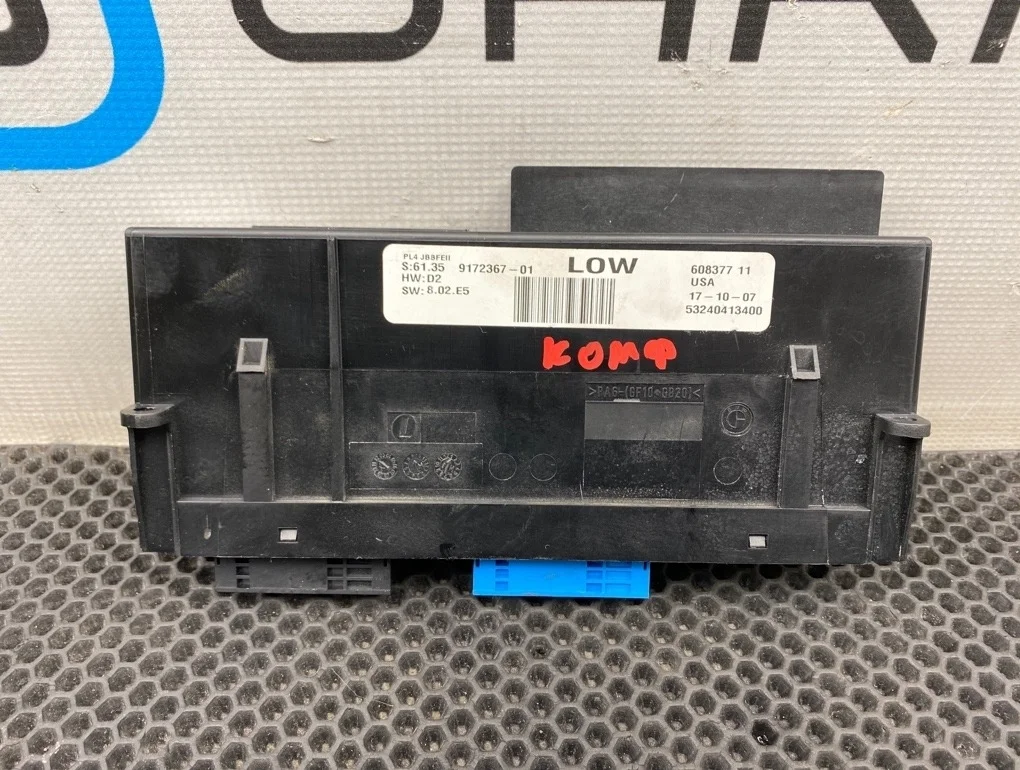 PL4 JBBFEII
S:61.35 9172367-01 LOW 608377 11
HW:D2 USA
SW: 8.02.E5 17-10-07
53240413400
комф
>PA6-(GF10+GB20)<